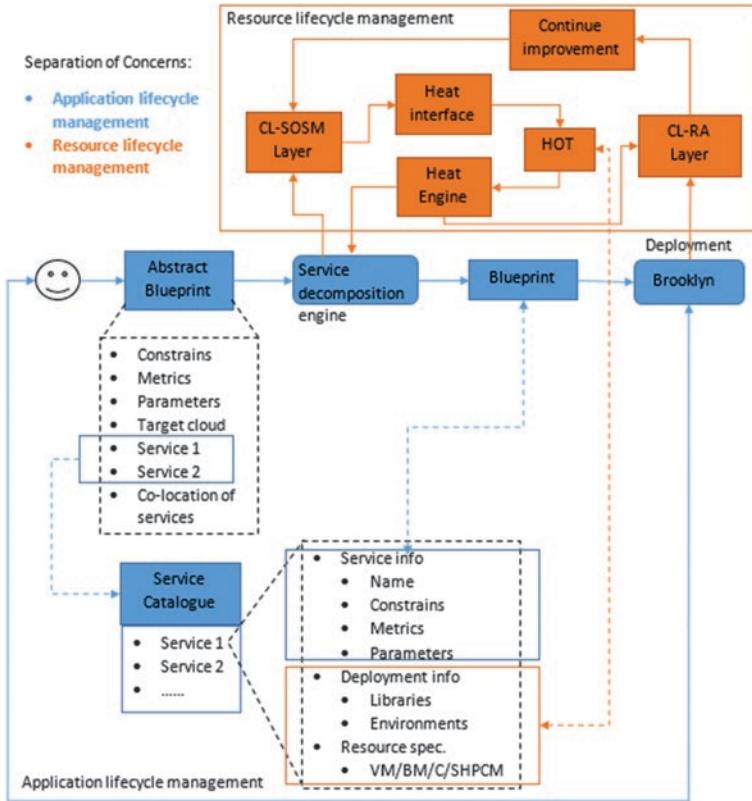 Resource lifecycle management
Continue
improvement
Separation of Concerns:
• Application lifecycle
management
• Resource lifecycle
management
Heat
interface
CL-SOSM
Layer
HOT
CL-RA
Layer
Heat
Engine
Deployment
Abstract
Blueprint
Service
decomposition
engine
Blueprint
Brooklyn
• Constrains
• Metrics
• Parameters
• Target cloud
• Service 1
• Service 2
• Co-location of
services
Service
Catalogue
• Service 1
• Service 2
• ......
• Service info
• Name
• Constrains
• Metrics
• Parameters
• Deployment info
• Libraries
• Environments
• Resource spec.
• VM/BM/C/SHPCM
Application lifecycle management